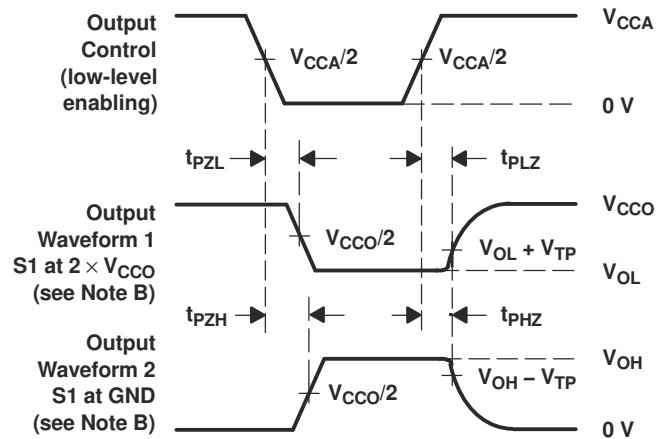 Output
Control
(low-level
enabling)
V_CCA/2
V_CCA/2
V_CCA
0 V
t_PZL
t_PLZ
Output
Waveform 1
S1 at 2 × V_CCO
(see Note B)
V_CCO/2
V_CCO
V_OL + V_TP
V_OL
t_PZH
t_PHZ
Output
Waveform 2
S1 at GND
(see Note B)
V_CCO/2
V_OH
V_OH − V_TP
0 V